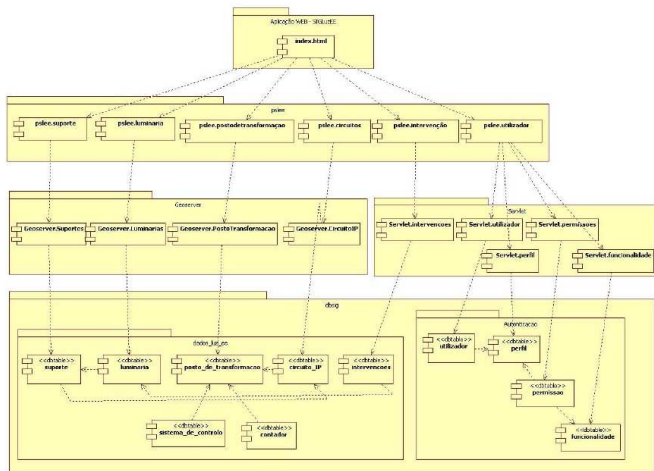 Aplicação WEB - SIGLuzEE
index.html
pslee
pslee.suporte
pslee.luminaria
pslee.postodetransformaçao
pslee.circuitos
pslee.intervenção
pslee.utilizador
Geoserver
Servlet
Geoserver.Suportes
Geoserver.Luminarias
Geoserver.PostoTransformacao
Geoserver.CircuitoIP
Servlet.intervencoes
Servlet.utilizador
Servlet.permissoes
Servlet.perfil
Servlet.funcionalidade
dbsig
dados_luz_ee
Autenticacao
<<dbtable>>
suporte
<<dbtable>>
luminaria
<<dbtable>>
posto_de_transformacao
<<dbtable>>
circuito_IP
<<dbtable>>
intervencoes
<<dbtable>>
utilizador
<<dbtable>>
perfil
<<dbtable>>
permissao
<<dbtable>>
sistema_de_controlo
<<dbtable>>
contador
<<dbtable>>
funcionalidade